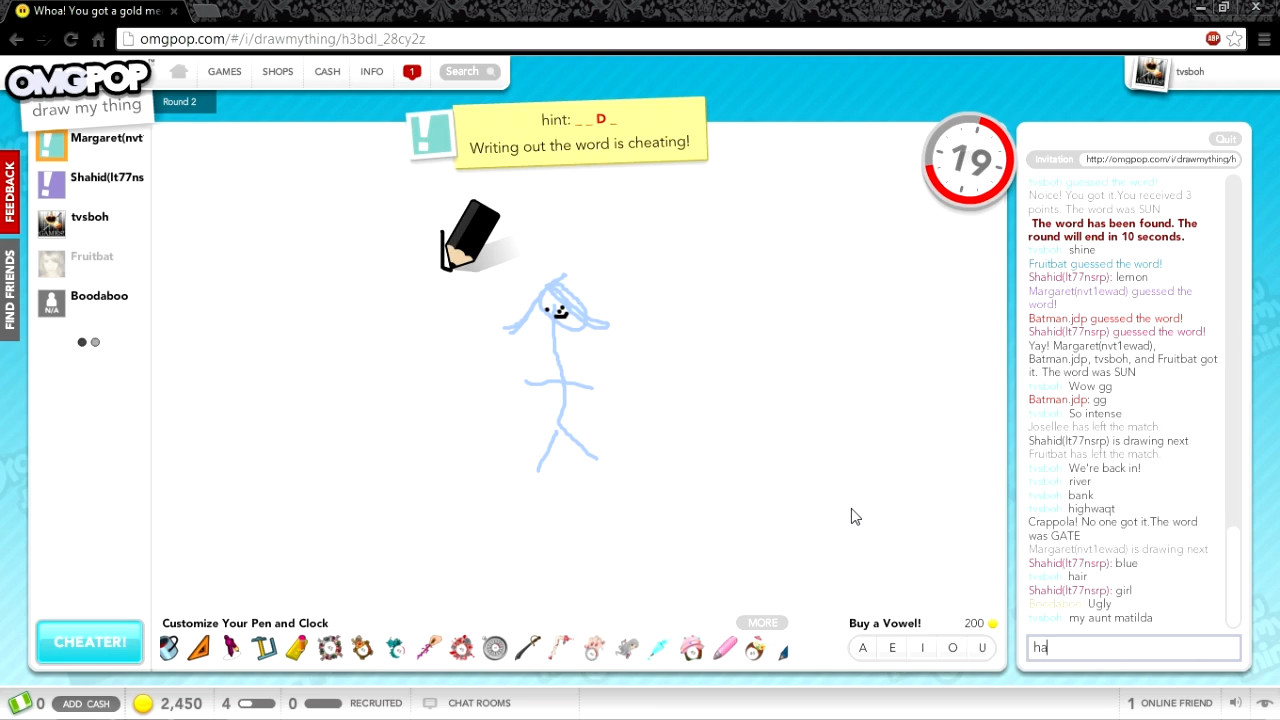 Whoa! You got a gold me
omgpop.com/#/i/drawmything/h3bdl_28cy2z
ABP
OMGPOP
GAMES
SHOPS
CASH
INFO
1
Search
tvsboh
draw my thing
Round 2
hint: _ _ D _
Writing out the word is cheating!
19
Quit
Invitation
http://omgpop.com/i/drawmything/h
FEEDBACK
FIND FRIENDS
Margaret(nvt
Shahid(lt77ns
tvsboh
Fruitbat
N/A
Boodaboo
tvsboh guessed the word!
Noice! You got it.You received 3
points. The word was SUN
The word has been found. The
round will end in 10 seconds.
tvsboh: shine
Fruitbat guessed the word!
Shahid(lt77nsrp): lemon
Margaret(nvt1ewad) guessed the
word!
Batman.jdp guessed the word!
Shahid(lt77nsrp) guessed the word!
Yay! Margaret(nvt1ewad),
Batman.jdp, tvsboh, and Fruitbat got
it. The word was SUN
tvsboh: Wow gg
Batman.jdp: gg
tvsboh: So intense
Josellee has left the match
Shahid(lt77nsrp) is drawing next
Fruitbat has left the match.
tvsboh: We're back in!
tvsboh: river
tvsboh: bank
tvsboh: highwaqt
Crappola! No one got it.The word
was GATE
Margaret(nvt1ewad) is drawing next
Shahid(lt77nsrp): blue
tvsboh: hair
Shahid(lt77nsrp): girl
Boodaboo: Ugly
tvsboh: my aunt matilda
ha
CHEATER!
Customize Your Pen and Clock
MORE
Buy a Vowel!
200
A E I O U
0
ADD CASH
2,450
4
0
RECRUITED
CHAT ROOMS
1 ONLINE FRIEND